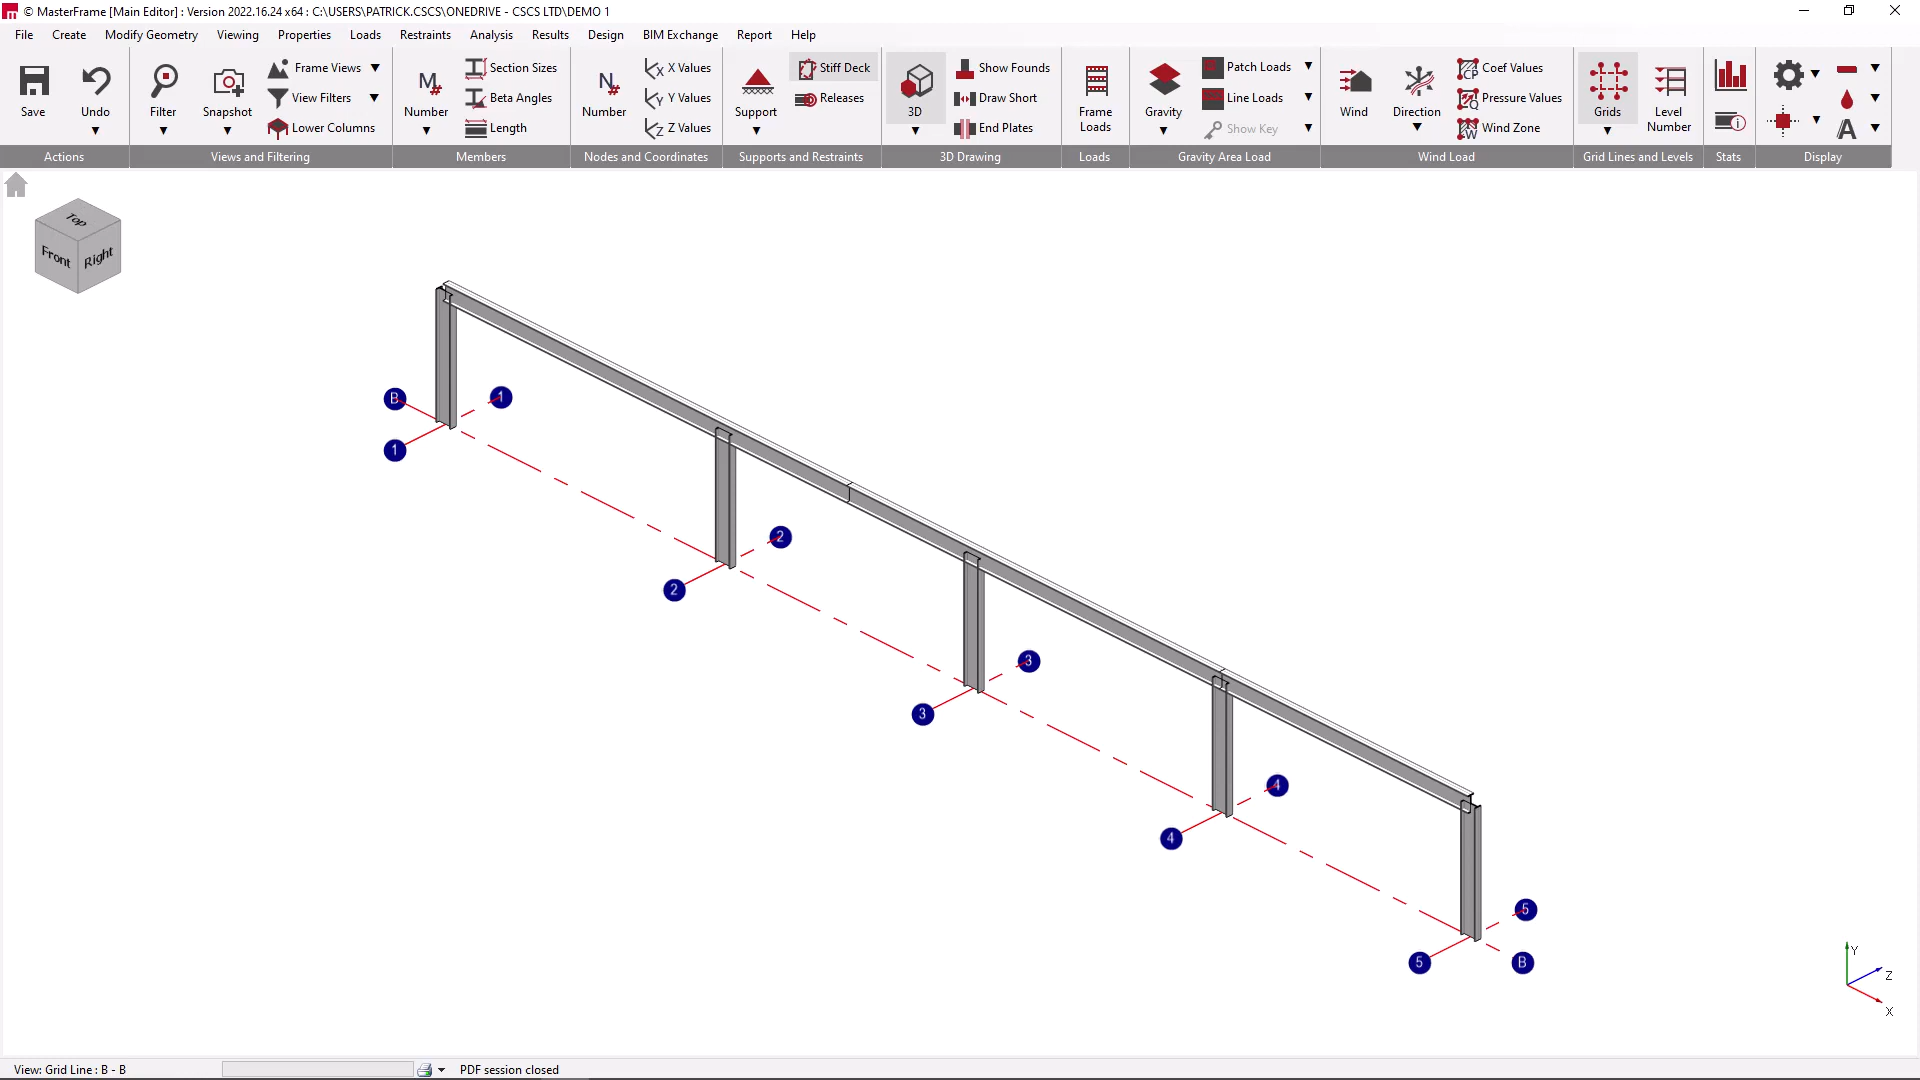 © MasterFrame [Main Editor] : Version 2022.16.24 x64 : C:\USERS\PATRICK.CSCS\ONEDRIVE - CSCS LTD\DEMO 1
File Create Modify Geometry Viewing Properties Loads Restraints Analysis Results Design BIM Exchange Report Help
Save
Undo
Actions
Filter
Snapshot
Frame Views
View Filters
Lower Columns
Views and Filtering
M#
Number
Section Sizes
Beta Angles
Length
Members
N#
Number
X Values
Y Values
Z Values
Nodes and Coordinates
Support
Stiff Deck
Releases
Supports and Restraints
3D
Show Founds
Draw Short
End Plates
3D Drawing
Frame
Loads
Loads
Gravity
Patch Loads
Line Loads
Show Key
Gravity Area Load
Wind
Direction
Coef Values
Pressure Values
Wind Zone
Wind Load
Grids
Level
Number
Grid Lines and Levels
Stats
A
Display
Top
Front
Right
B
1
1
2
2
3
3
4
4
5
5
B
Y
Z
X
View: Grid Line : B - B
PDF session closed